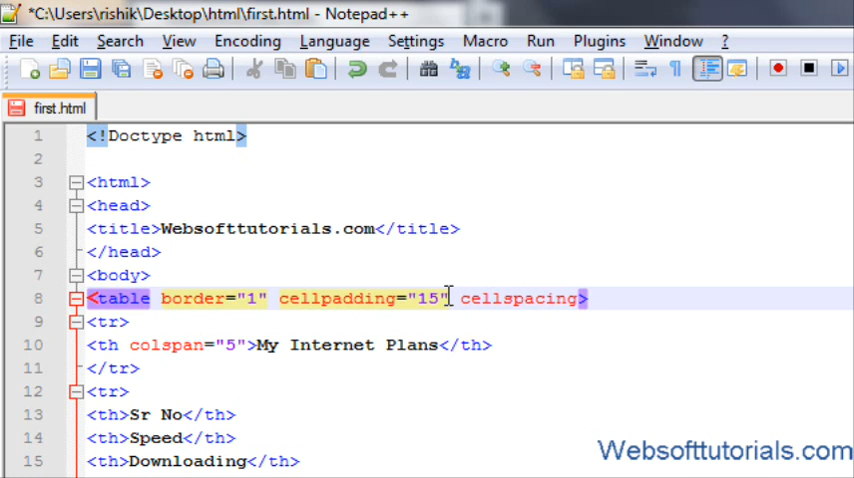 *C:\Users\rishik\Desktop\html\first.html - Notepad++
File Edit Search View Encoding Language Settings Macro Run Plugins Window ?
first.html
1 <!Doctype html>
2
3 <html>
4 <head>
5 <title>Websofttutorials.com</title>
6 </head>
7 <body>
8 <table border="1" cellpadding="15" cellspacing>
9 <tr>
10 <th colspan="5">My Internet Plans</th>
11 </tr>
12 <tr>
13 <th>Sr No</th>
14 <th>Speed</th>
15 <th>Downloading</th>
Websofttutorials.com